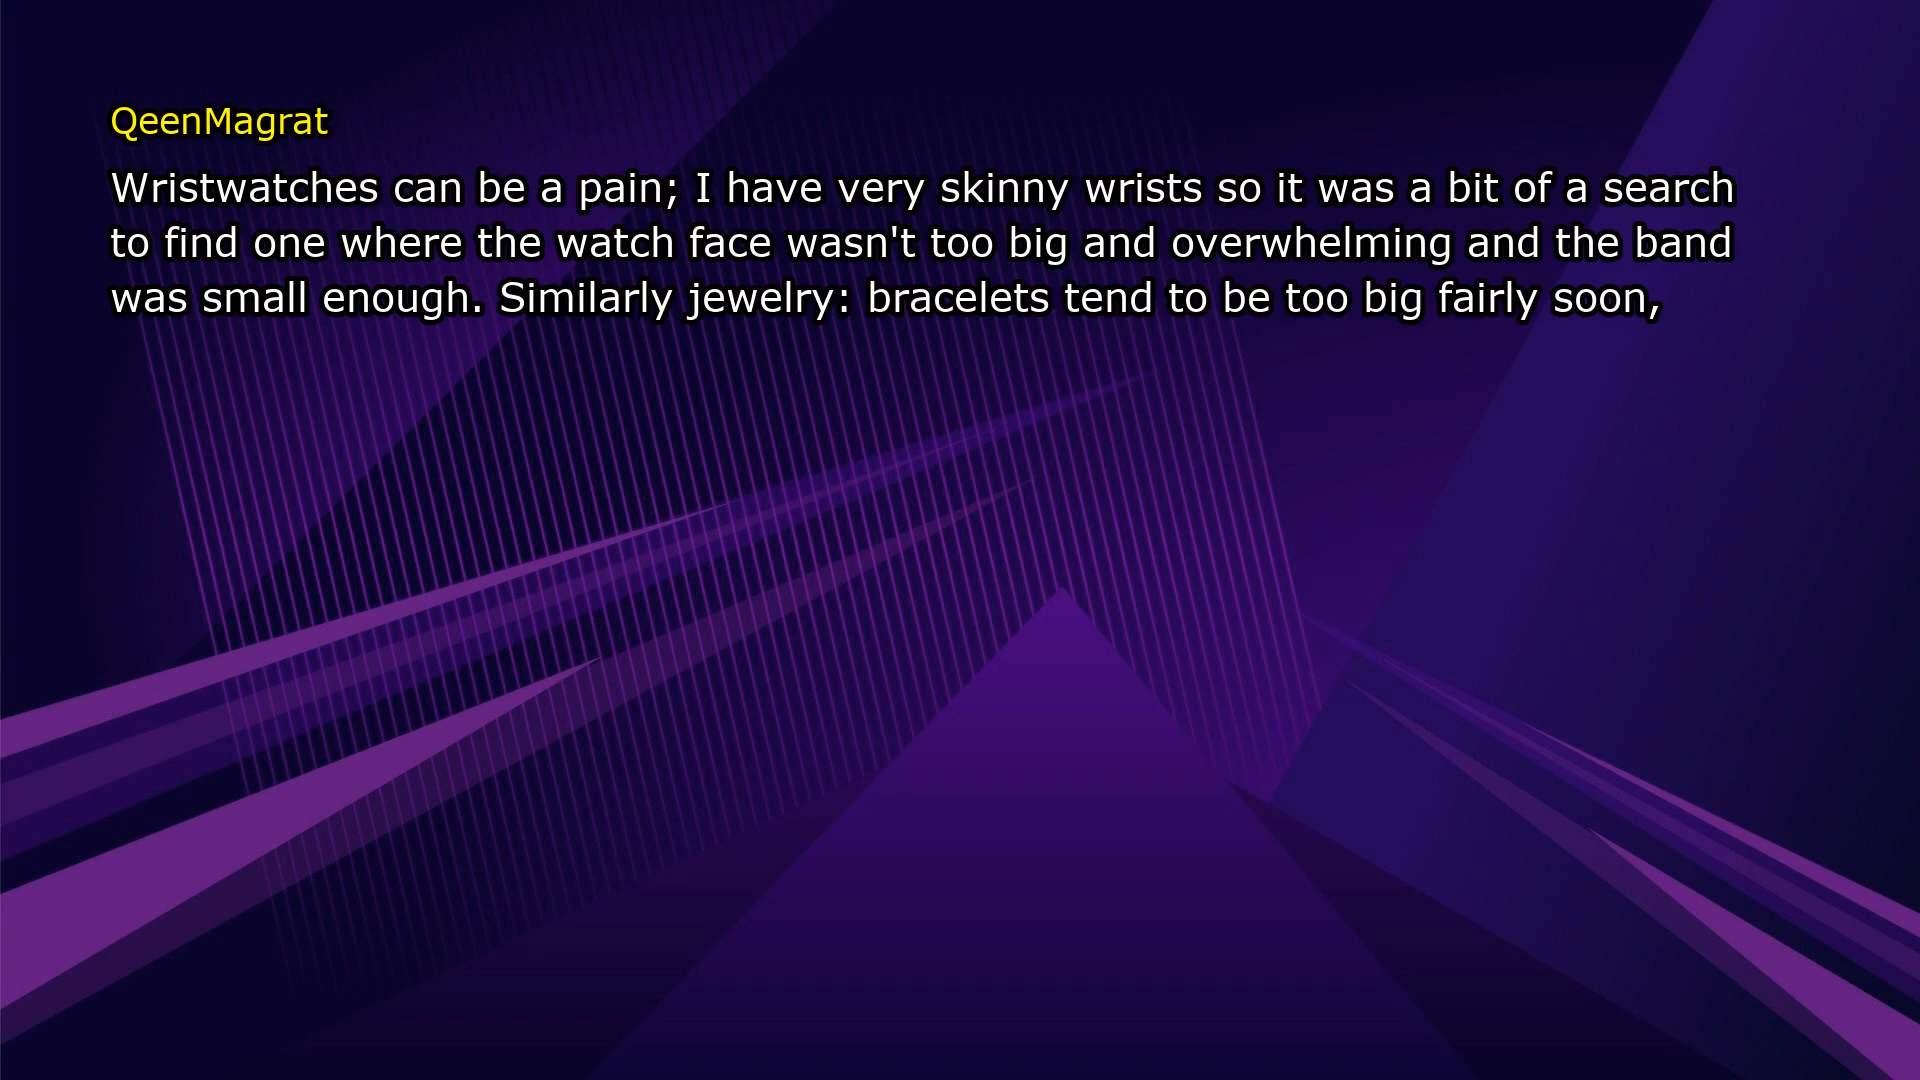 QeenMagrat
Wristwatches can be a pain; I have very skinny wrists so it was a bit of a search
to find one where the watch face wasn't too big and overwhelming and the band
was small enough. Similarly jewelry: bracelets tend to be too big fairly soon,